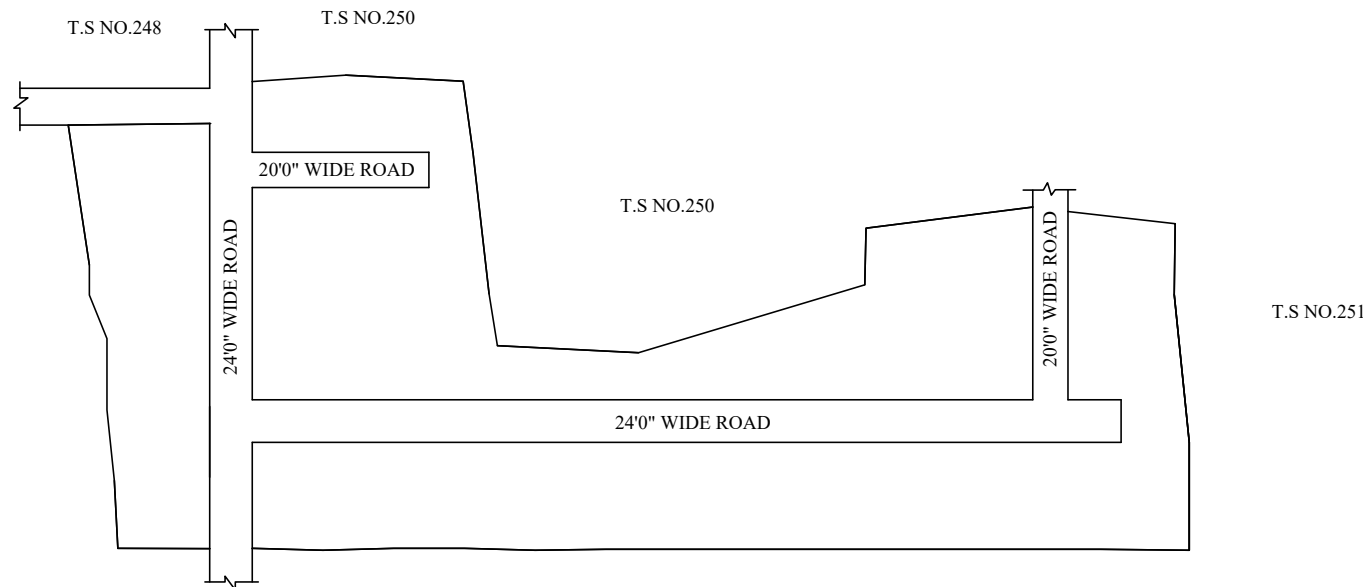 T.S NO.248
T.S NO.250
20'0" WIDE ROAD
T.S NO.250
24'0" WIDE ROAD
20'0" WIDE ROAD
T.S NO.251
24'0" WIDE ROAD